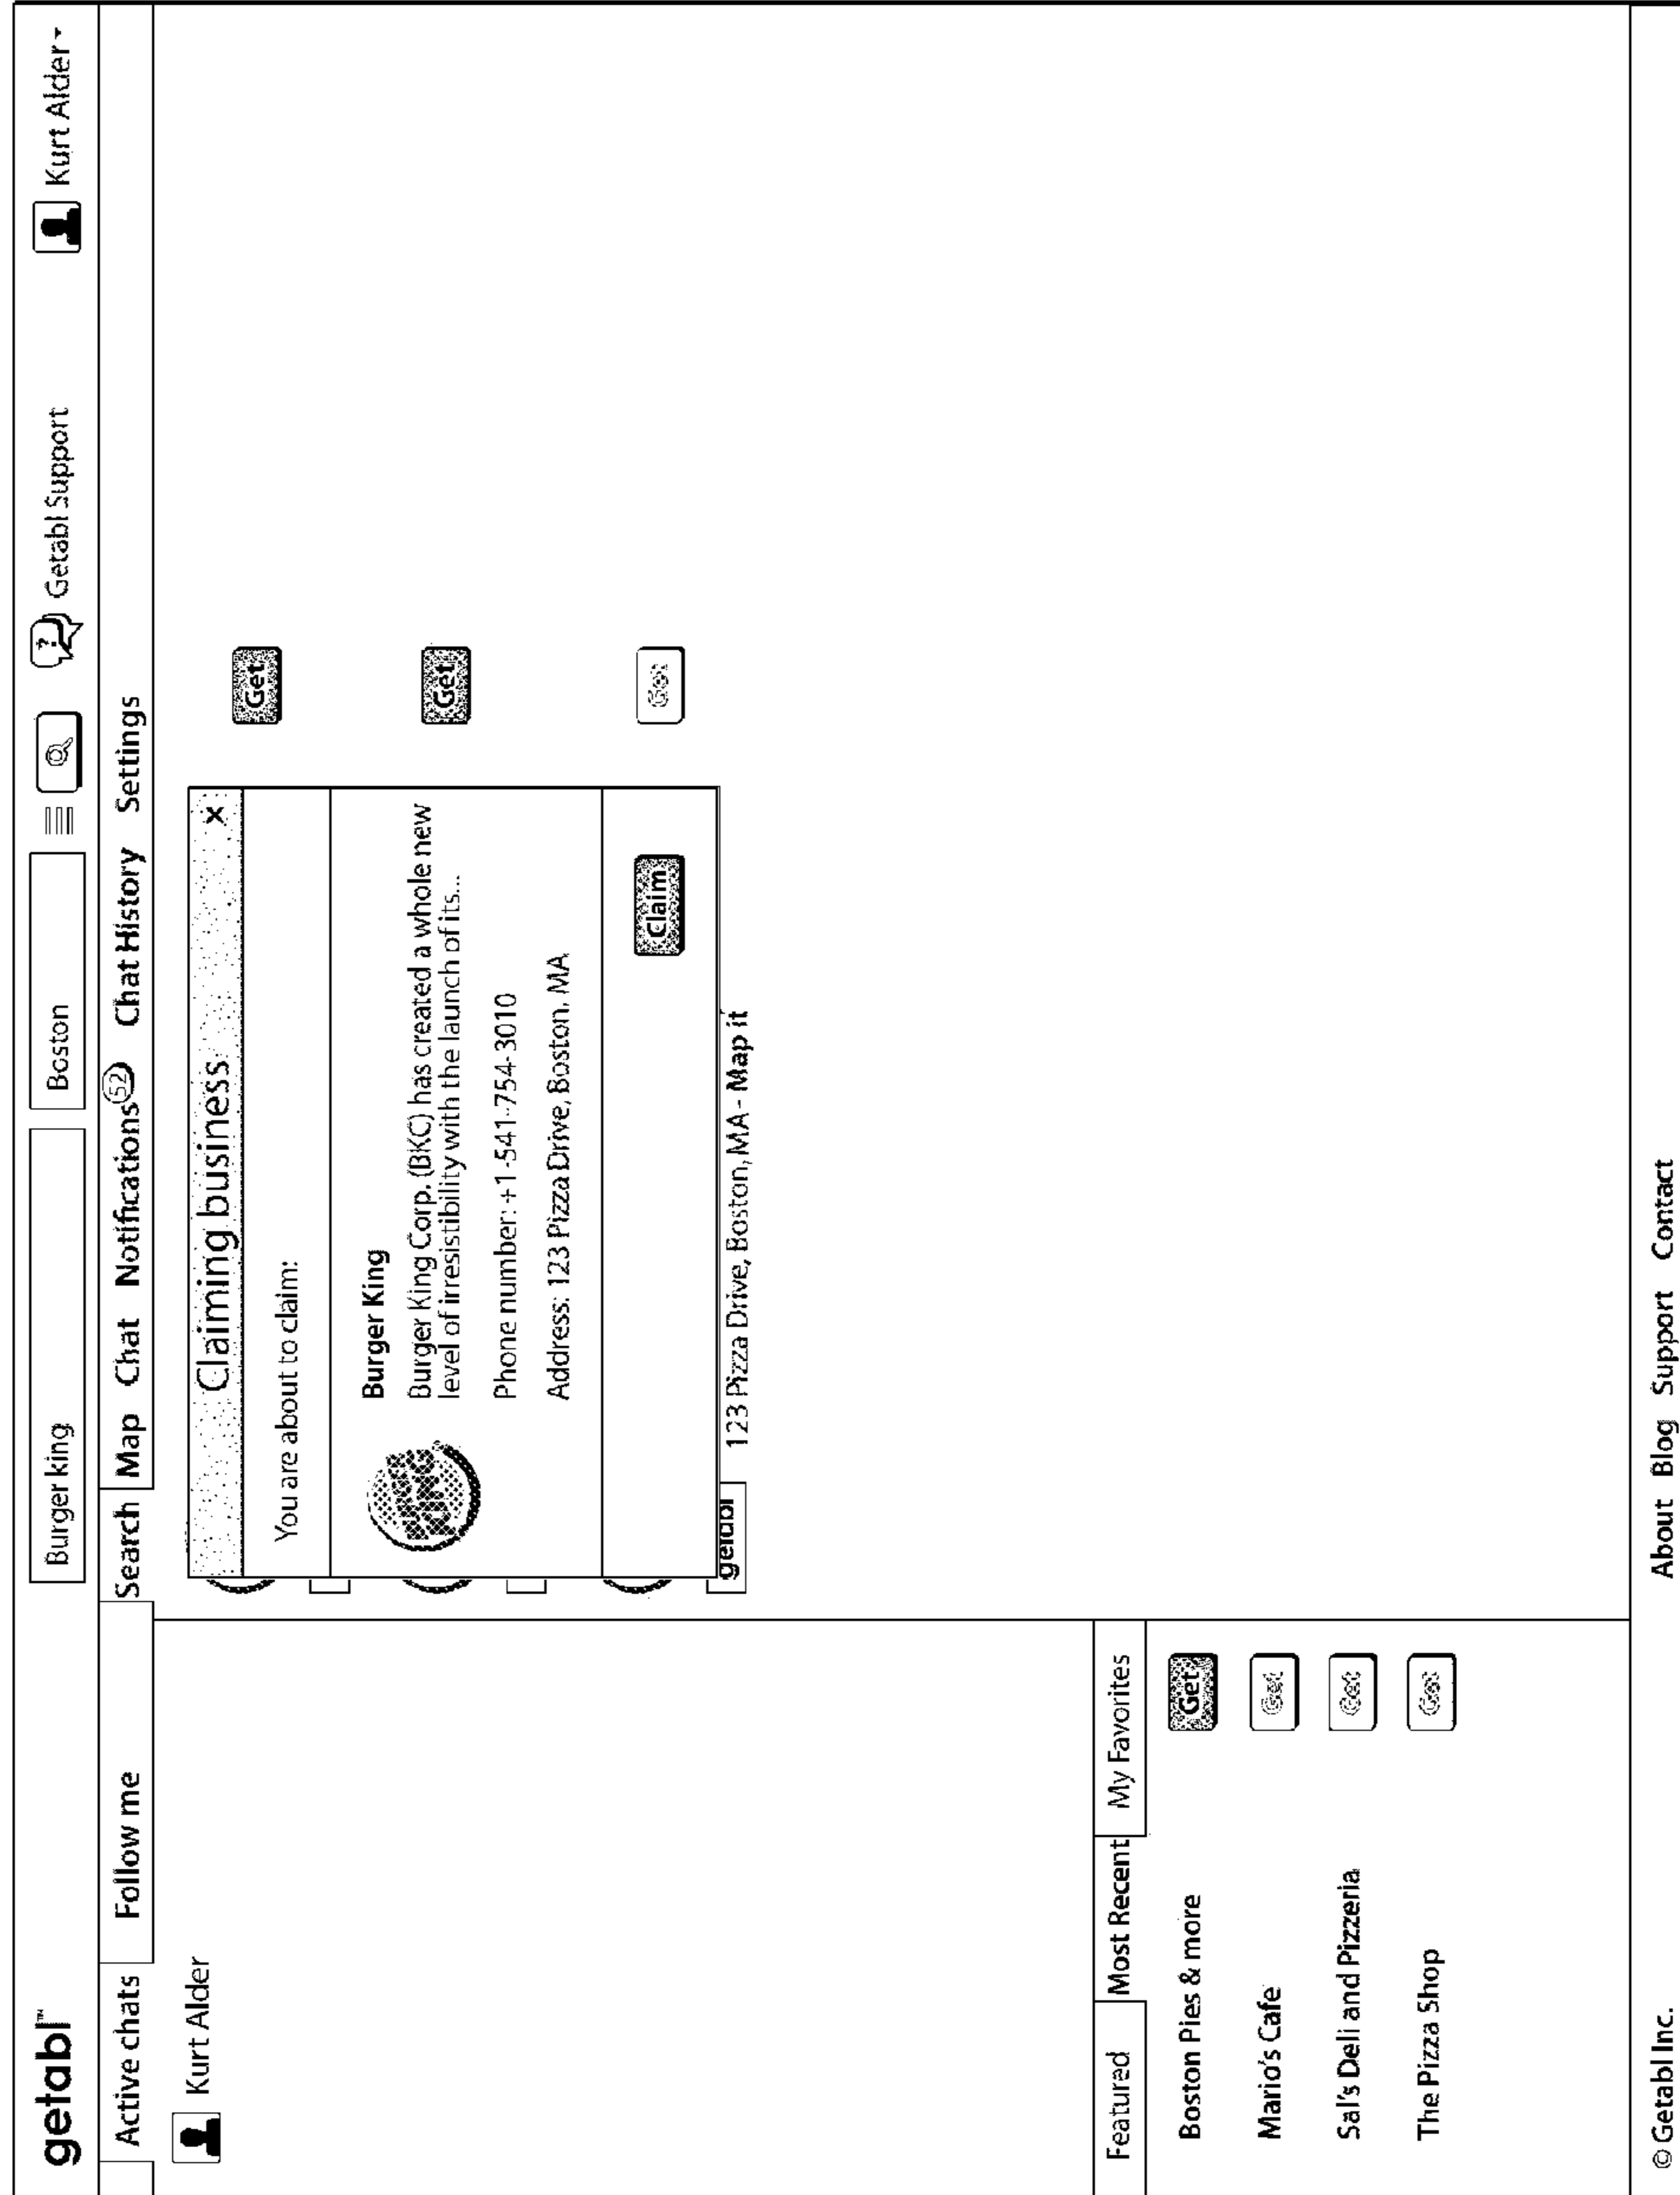 getabl™
Burger king
Boston
Getabl Support
Kurt Alder
Active chats
Follow me
Search
Map
Chat
Notifications 52
Chat History
Settings
Kurt Alder
Claiming business x
You are about to claim:
Burger King
Burger King Corp. (BKC) has created a whole new
level of irresistibility with the launch of its...
Phone number: +1-541-754-3010
Address: 123 Pizza Drive, Boston, MA
Claim
Get
Get
Get
getabl
123 Pizza Drive, Boston, MA - Map it
Featured
Most Recent
My Favorites
Boston Pies & more Get
Mario's Cafe Get
Sal's Deli and Pizzeria Get
The Pizza Shop Get
© Getabl Inc.
About Blog Support Contact